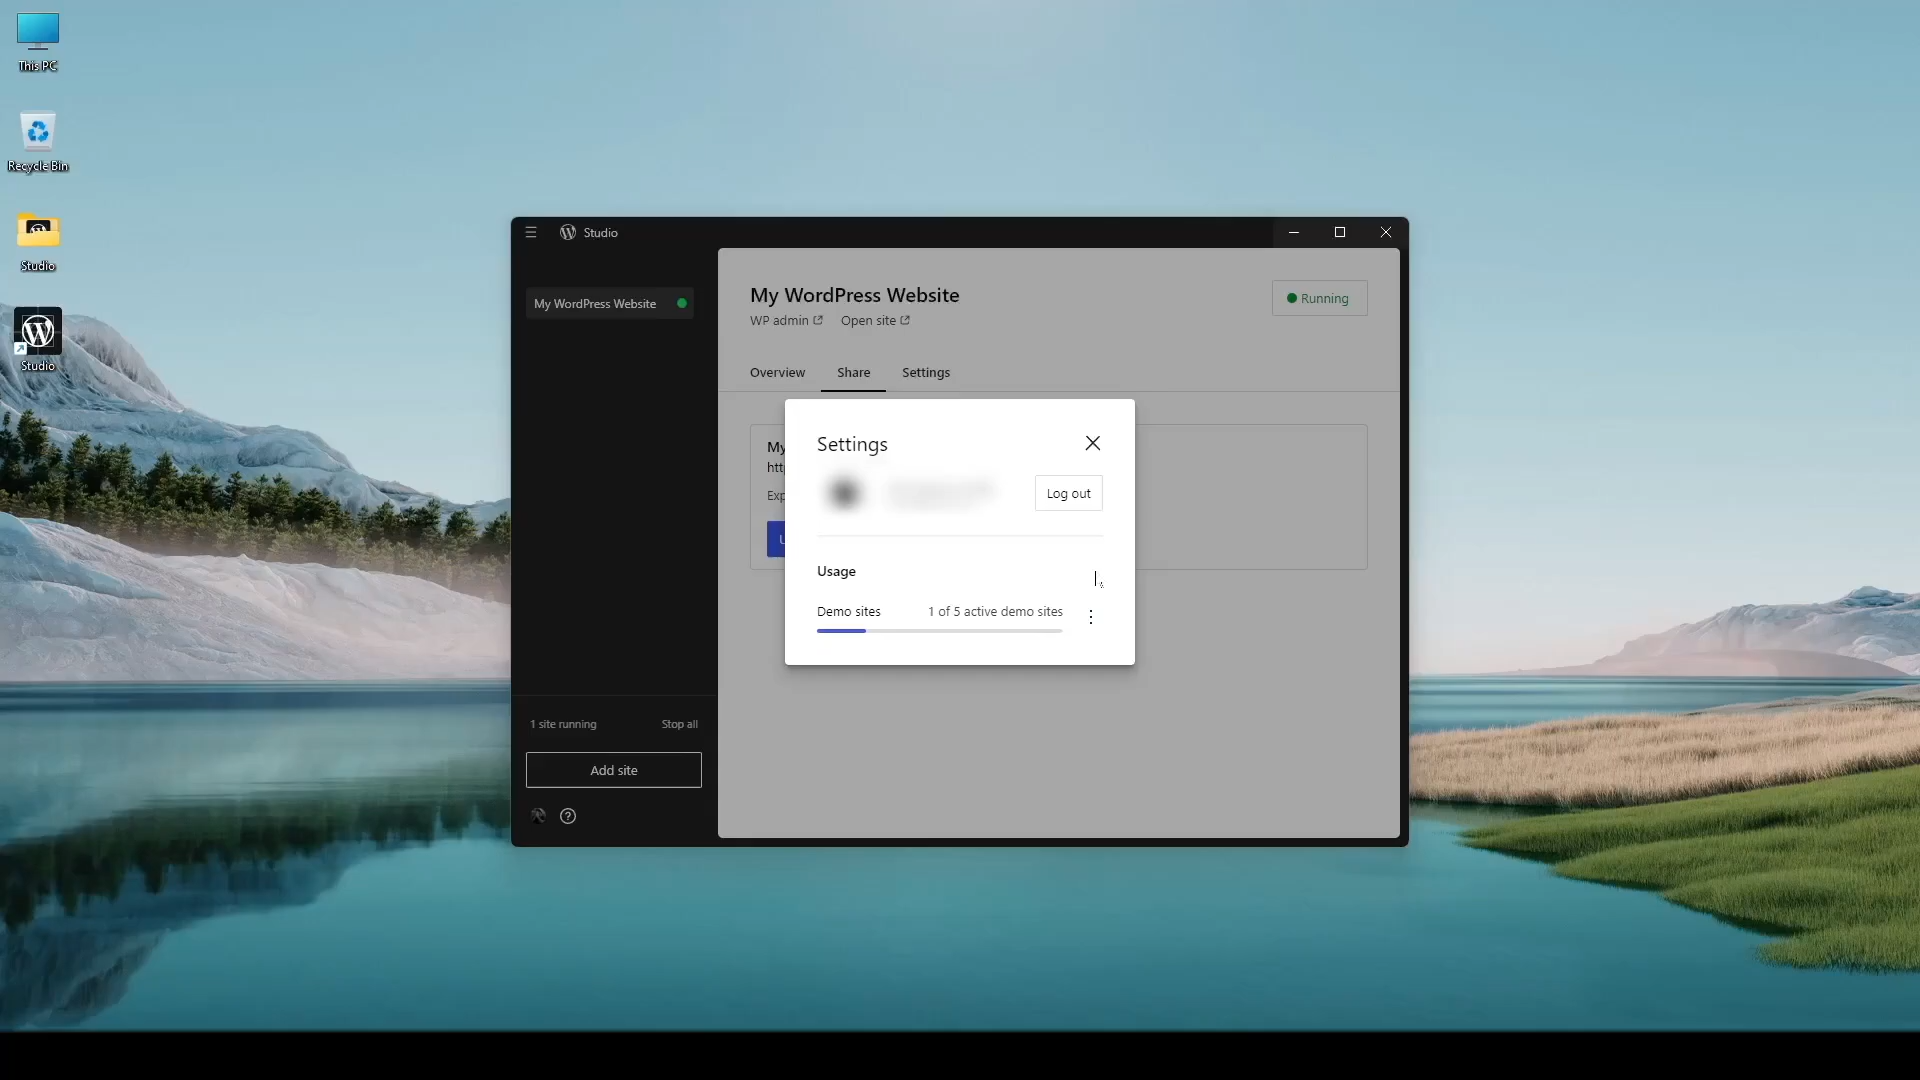 This PC
Recycle Bin
Studio
Studio
Studio
My WordPress Website
My WordPress Website
Running
WP admin
Open site
Overview
Share
Settings
My
Settings
Log out
Usage
Demo sites
1 of 5 active demo sites
1 site running
Stop all
Add site